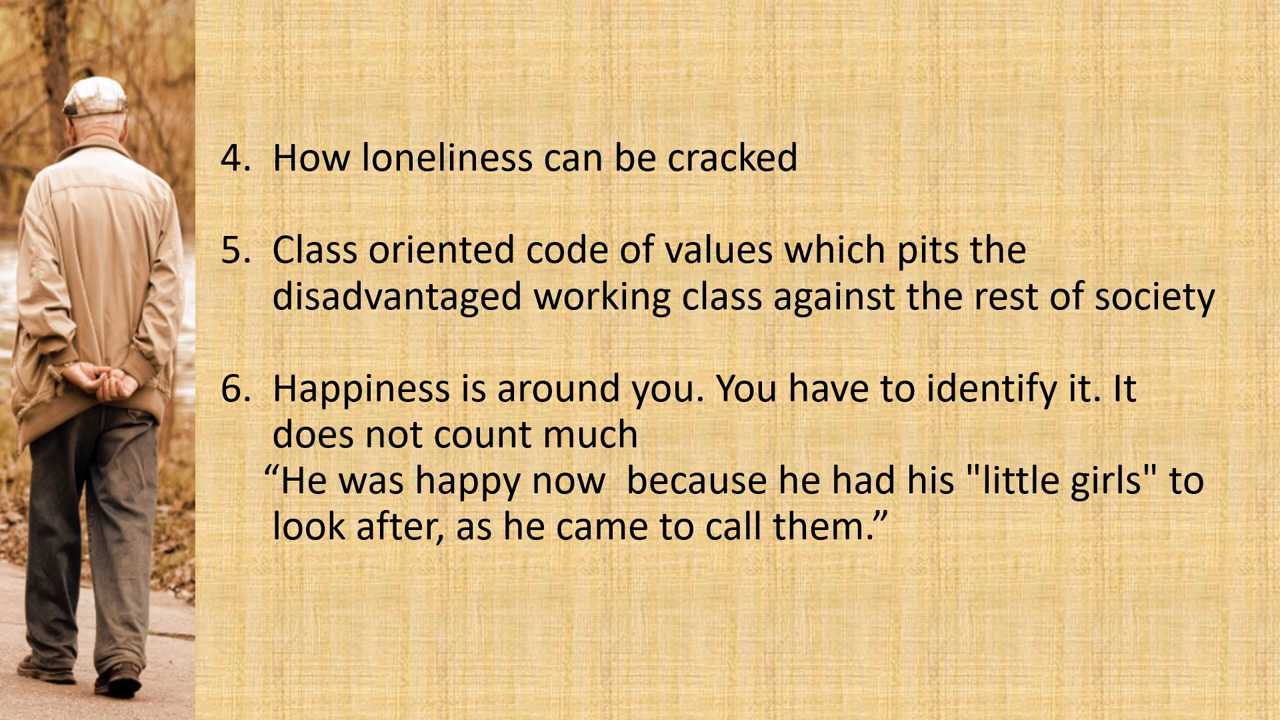 4. How loneliness can be cracked
5. Class oriented code of values which pits the
disadvantaged working class against the rest of society
6. Happiness is around you. You have to identify it. It
does not count much
“He was happy now  because he had his "little girls" to
look after, as he came to call them.”